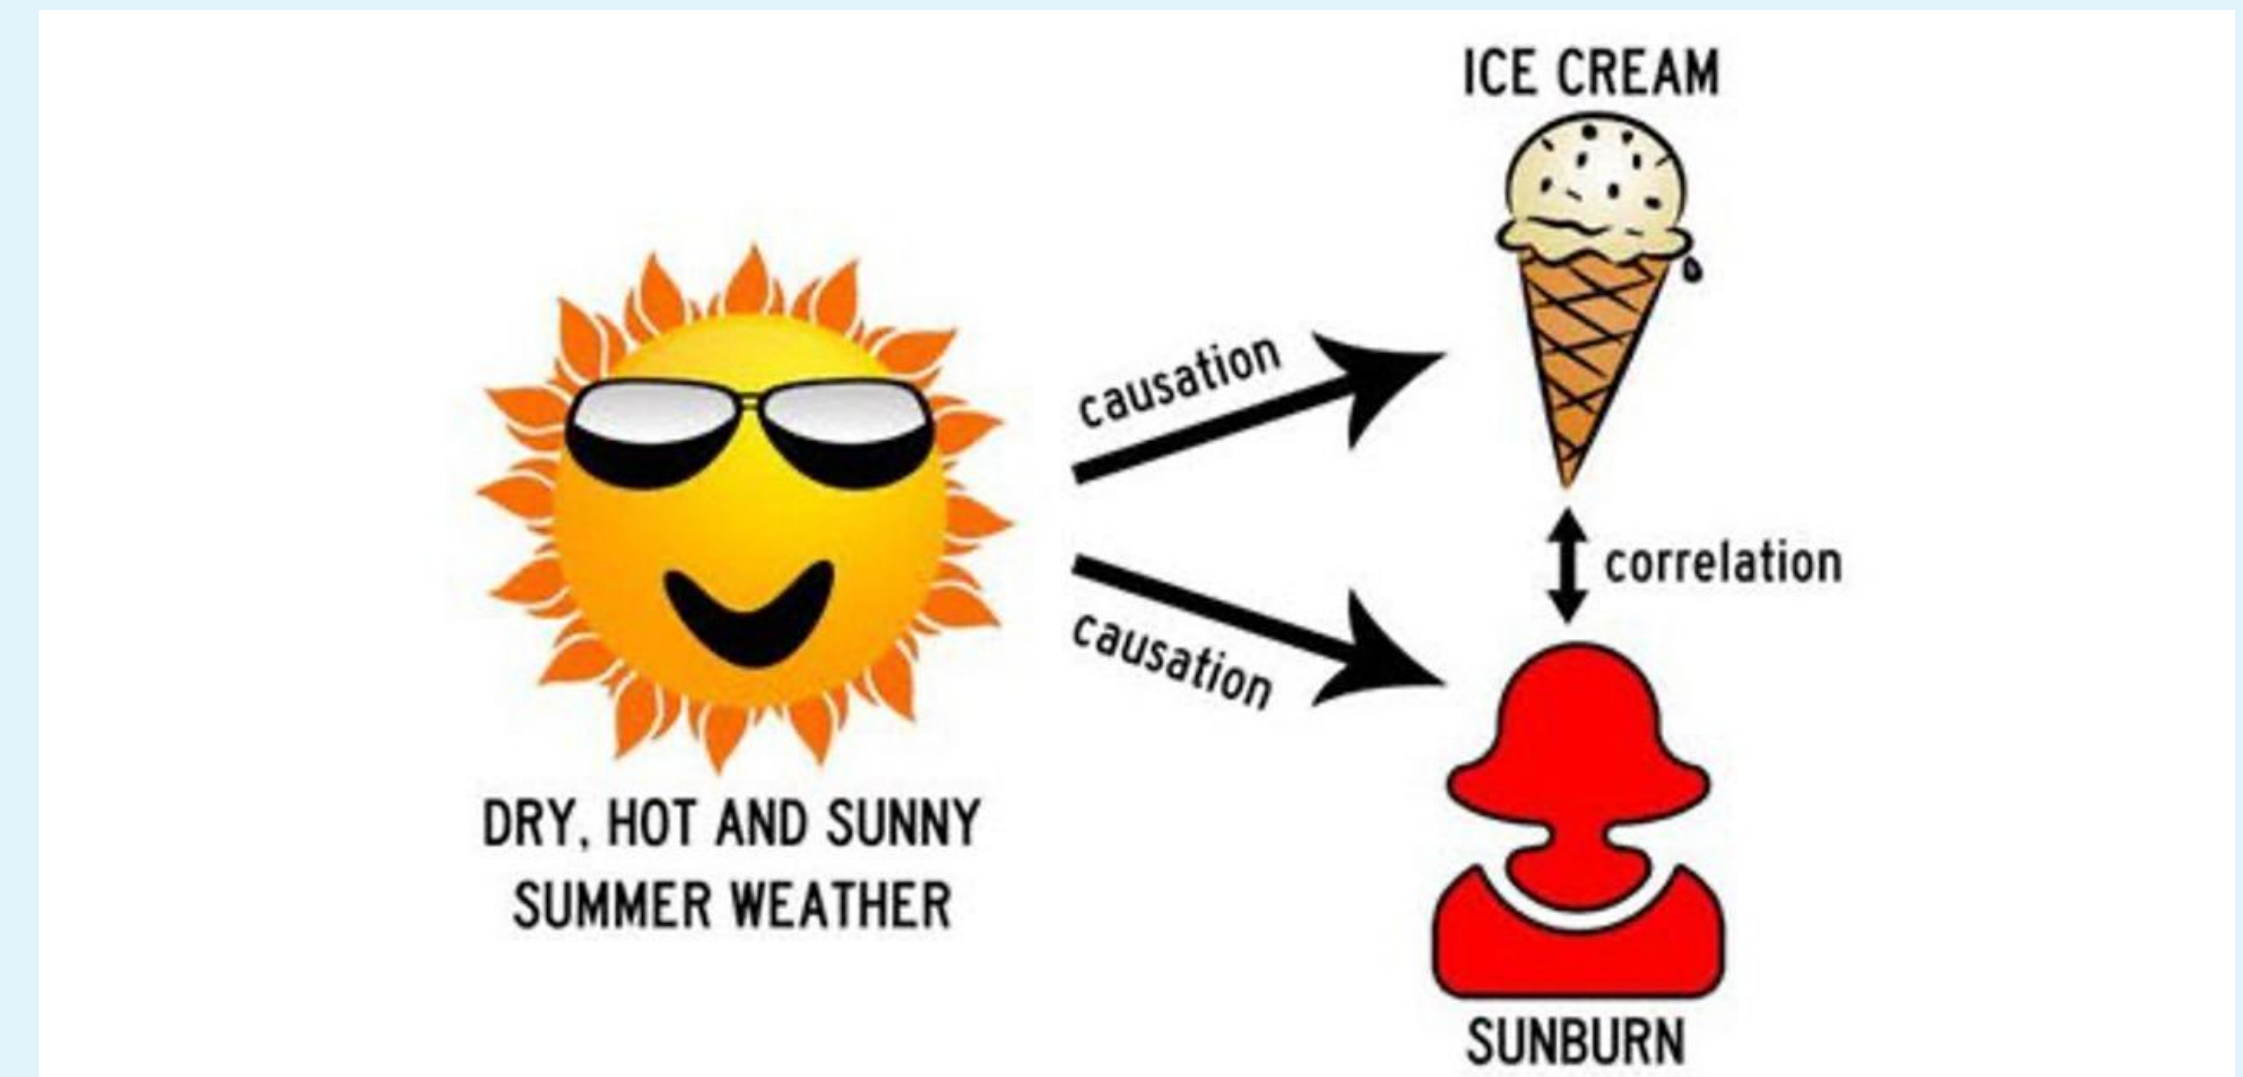 ICE CREAM
causation
correlation
causation
DRY, HOT AND SUNNY
SUMMER WEATHER
SUNBURN